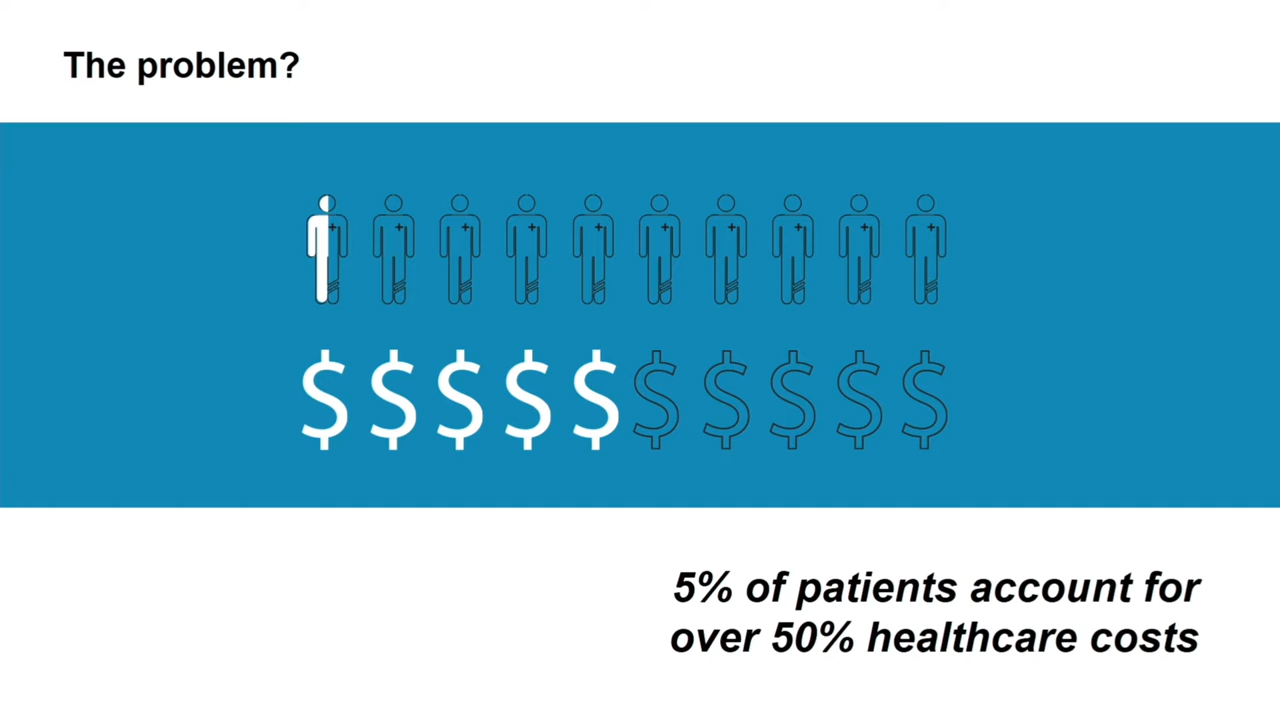 The problem?
$ $ $ $ $ $ $ $ $ $
5% of patients account for
over 50% healthcare costs